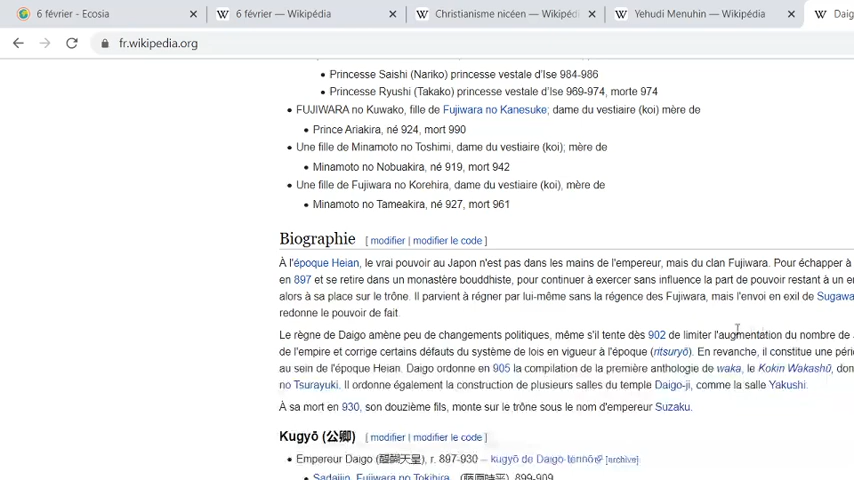 6 février - Ecosia
6 février — Wikipédia
Christianisme nicéen — Wikipéd
Yehudi Menuhin — Wikipédia
Daig
fr.wikipedia.org
Princesse Saishi (Nariko) princesse vestale d'Ise 984-986
Princesse Ryushi (Takako) princesse vestale d'Ise 969-974, morte 974
FUJIWARA no Kuwako, fille de Fujiwara no Kanesuke; dame du vestiaire (koi) mère de
Prince Ariakira, né 924, mort 990
Une fille de Minamoto no Toshimi, dame du vestiaire (koi); mère de
Minamoto no Nobuakira, né 919, mort 942
Une fille de Fujiwara no Korehira, dame du vestiaire (koi), mère de
Minamoto no Tameakira, né 927, mort 961
Biographie [ modifier | modifier le code ]
À l'époque Heian, le vrai pouvoir au Japon n'est pas dans les mains de l'empereur, mais du clan Fujiwara. Pour échapper à
en 897 et se retire dans un monastère bouddhiste, pour continuer à exercer sans influence la part de pouvoir restant à un
alors à sa place sur le trône. Il parvient à régner par lui-même sans la régence des Fujiwara, mais l'envoi en exil de Sugawa
redonne le pouvoir de fait.
Le règne de Daigo amène peu de changements politiques, même s'il tente dès 902 de limiter l'augmentation du nombre de
de l'empire et corrige certains défauts du système de lois en vigueur à l'époque (ritsuryō). En revanche, il constitue une péri
au sein de l'époque Heian. Daigo ordonne en 905 la compilation de la première anthologie de waka, le Kokin Wakashū, don
no Tsurayuki. Il ordonne également la construction de plusieurs salles du temple Daigo-ji, comme la salle Yakushi.
À sa mort en 930, son douzième fils, monte sur le trône sous le nom d'empereur Suzaku.
Kugyō (公卿) [ modifier | modifier le code ]
Empereur Daigo (醍醐天皇), r. 897-930 – kugyō de Daigo-tennō [archive]
Sadaijin, Fujiwara no Tokihira (藤原時平), 899-909